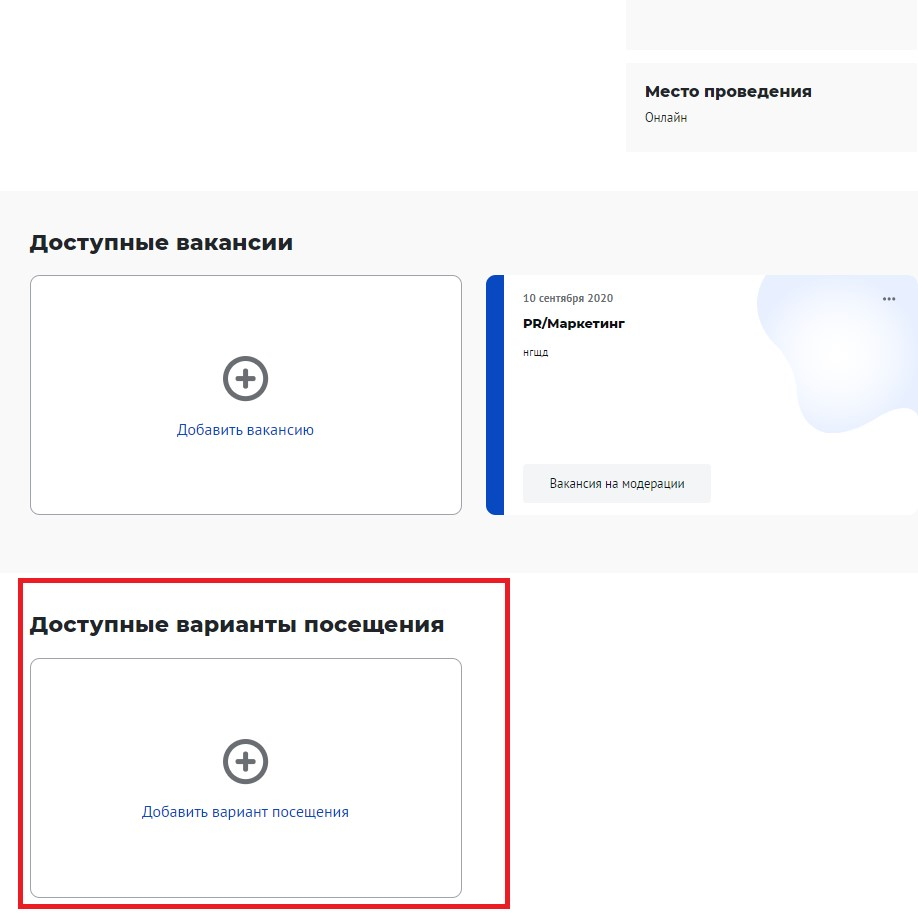 Место проведения
Онлайн
Доступные вакансии
Добавить вакансию
10 сентября 2020
PR/Маркетинг
нгщд
Вакансия на модерации
Доступные варианты посещения
Добавить вариант посещения